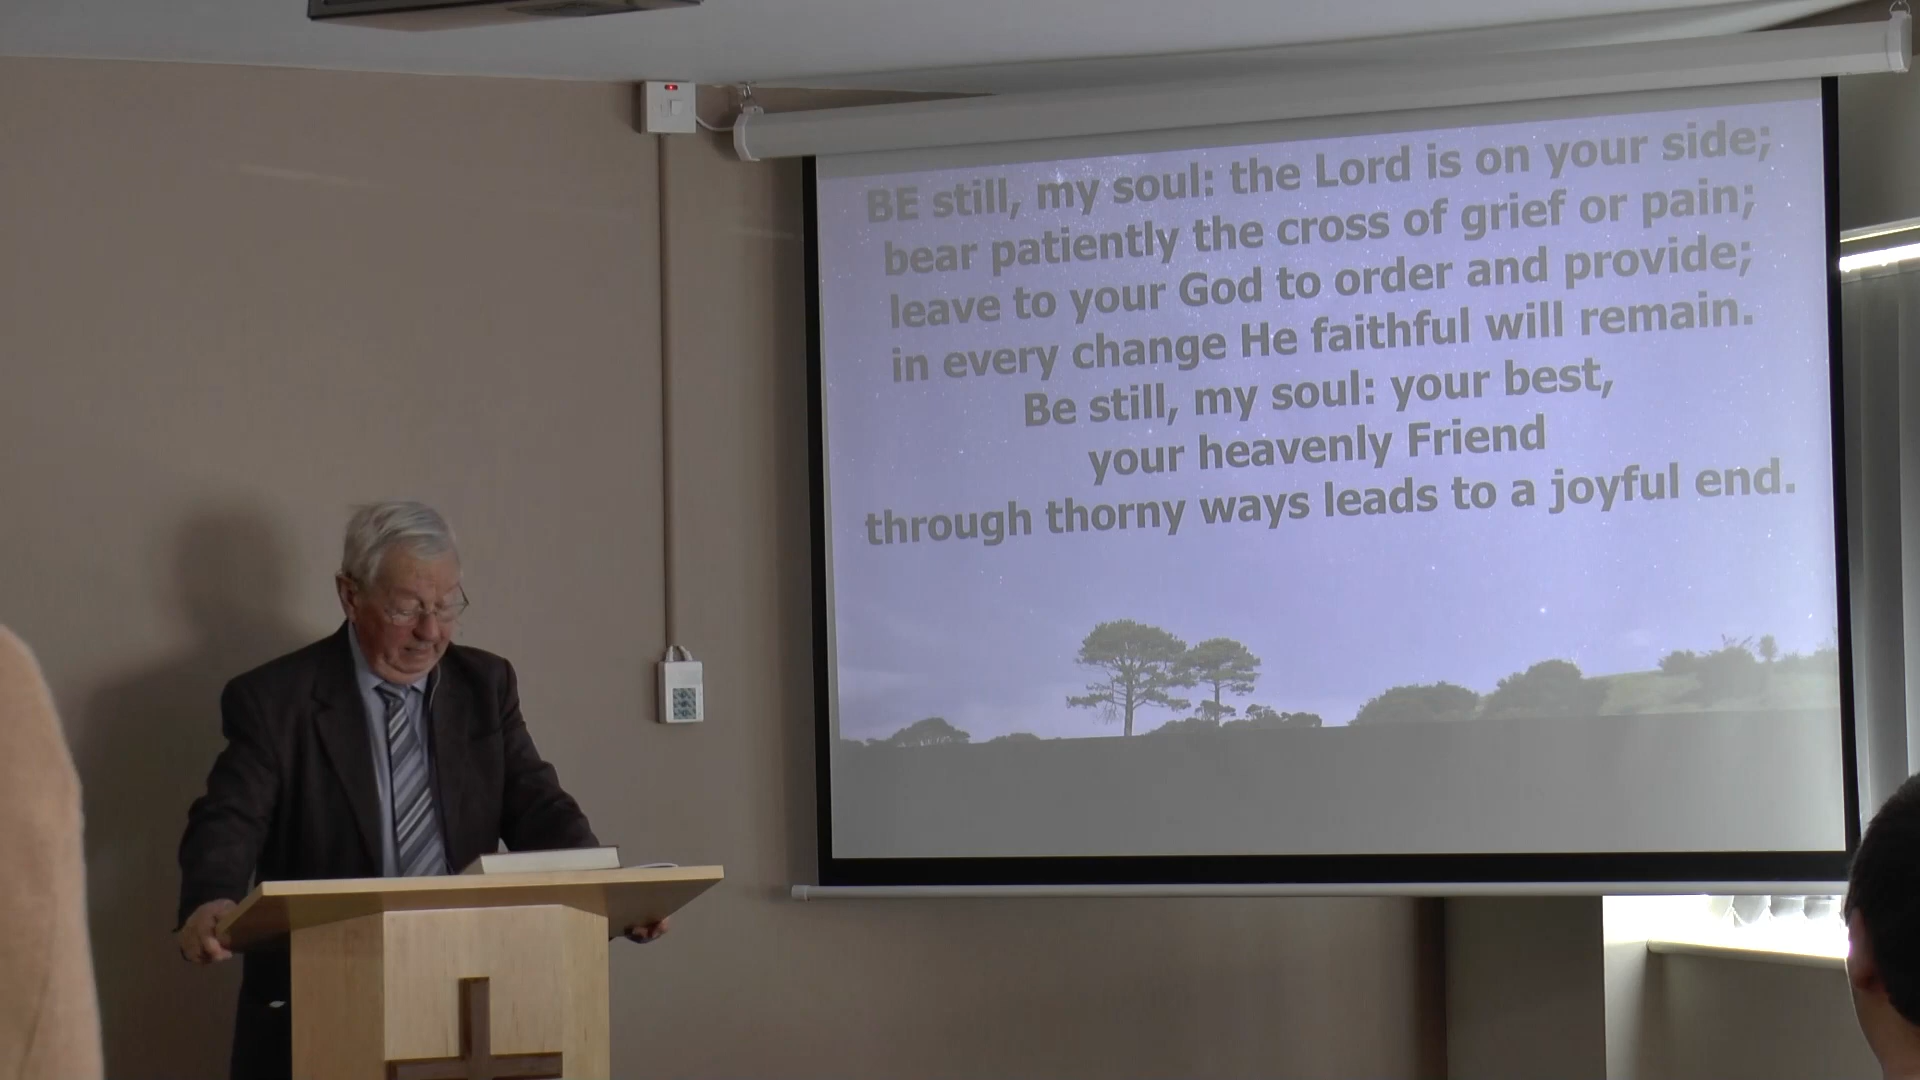 BE still, my soul: the Lord is on your side;
bear patiently the cross of grief or pain;
leave to your God to order and provide;
in every change He faithful will remain.
Be still, my soul: your best,
your heavenly Friend
through thorny ways leads to a joyful end.